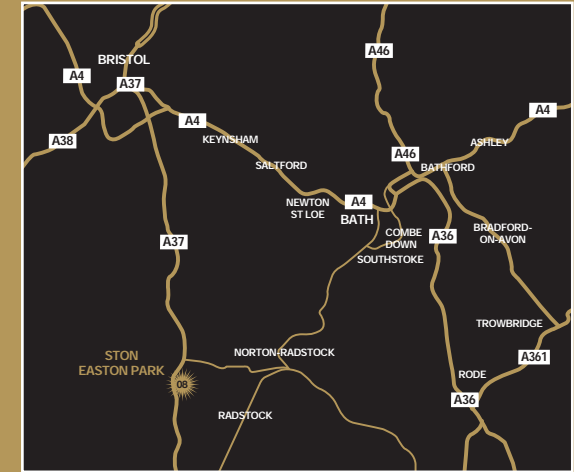 A46
BRISTOL
A4
A37
A4
A4
A38
KEYNSHAM
ASHLEY
A46
SALTFORD
BATHFORD
NEWTON
ST LOE
A4
BATH
BRADFORD-
ON-AVON
COMBE
DOWN
A36
A37
SOUTHSTOKE
TROWBRIDGE
STON
EASTON PARK
NORTON-RADSTOCK
A361
08
RODE
A36
RADSTOCK